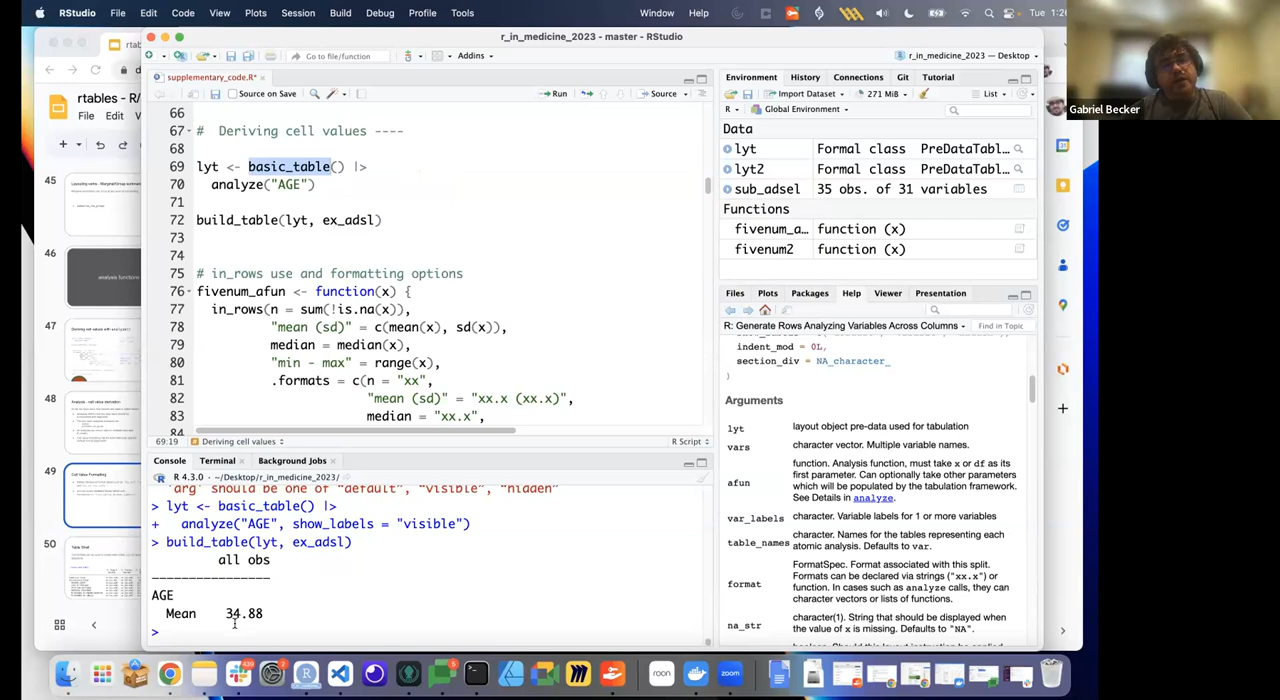 RStudio File Edit Code View Plots Session Build Debug Profile Tools Window Help Tue
r_in_medicine_2023 - master - RStudio
Go to file/function
Addins
r_in_medicine_2023 — Desktop
Gabriel Becker
rtables - R/
File Edit
45
46
analysis functions
47
48
49
50
supplementary_code.R*
Source on Save
Run
Source
66
67 # Deriving cell values ----
68
69 lyt <- basic_table() |>
70 analyze("AGE")
71
72 build_table(lyt, ex_adsl)
73
74
75 # in_rows use and formatting options
76 fivenum_afun <- function(x) {
77 in_rows(n = sum(!is.na(x)),
78 "mean (sd)" = c(mean(x), sd(x)),
79 median = median(x),
80 "min - max" = range(x),
81 .formats = c(n = "xx",
82 "mean (sd)" = "xx.x (xx.x)",
83 median = "xx.x",
84
69:19 Deriving cell values R Script
Console Terminal Background Jobs
R 4.3.0 · ~/Desktop/r_in_medicine_2023/
'arg' should be one of "default", "visible", "hidden"
> lyt <- basic_table() |>
+ analyze("AGE", show_labels = "visible")
> build_table(lyt, ex_adsl)
all obs
————————————————
AGE
Mean 34.88
>
Environment History Connections Git Tutorial
Import Dataset 271 MiB List
R Global Environment
Data
lyt Formal class PreDataTabl…
lyt2 Formal class PreDataTabl…
sub_adsel 35 obs. of 31 variables
Functions
fivenum_a… function (x)
fivenum2 function (x)
Files Plots Packages Help Viewer Presentation
R: Generate Rows Analyzing Variables Across Columns Find in Topic
indent_mod = 0L,
section_div = NA_character_
)
Arguments
lyt layout object pre-data used for tabulation
vars character vector. Multiple variable names.
afun function. Analysis function, must take x or df as its
first parameter. Can optionally take other parameters
which will be populated by the tabulation framework.
See Details in analyze.
var_labels character. Variable labels for 1 or more variables
table_names character. Names for the tables representing each
atomic analysis. Defaults to var.
format FormatSpec. Format associated with this split.
Formats can be declared via strings ("xx.x") or
function. In cases such as analyze calls, they can
character vectors or lists of functions.
na_str character(1). String that should be displayed when
the value of x is missing. Defaults to "NA".
roon
zoom